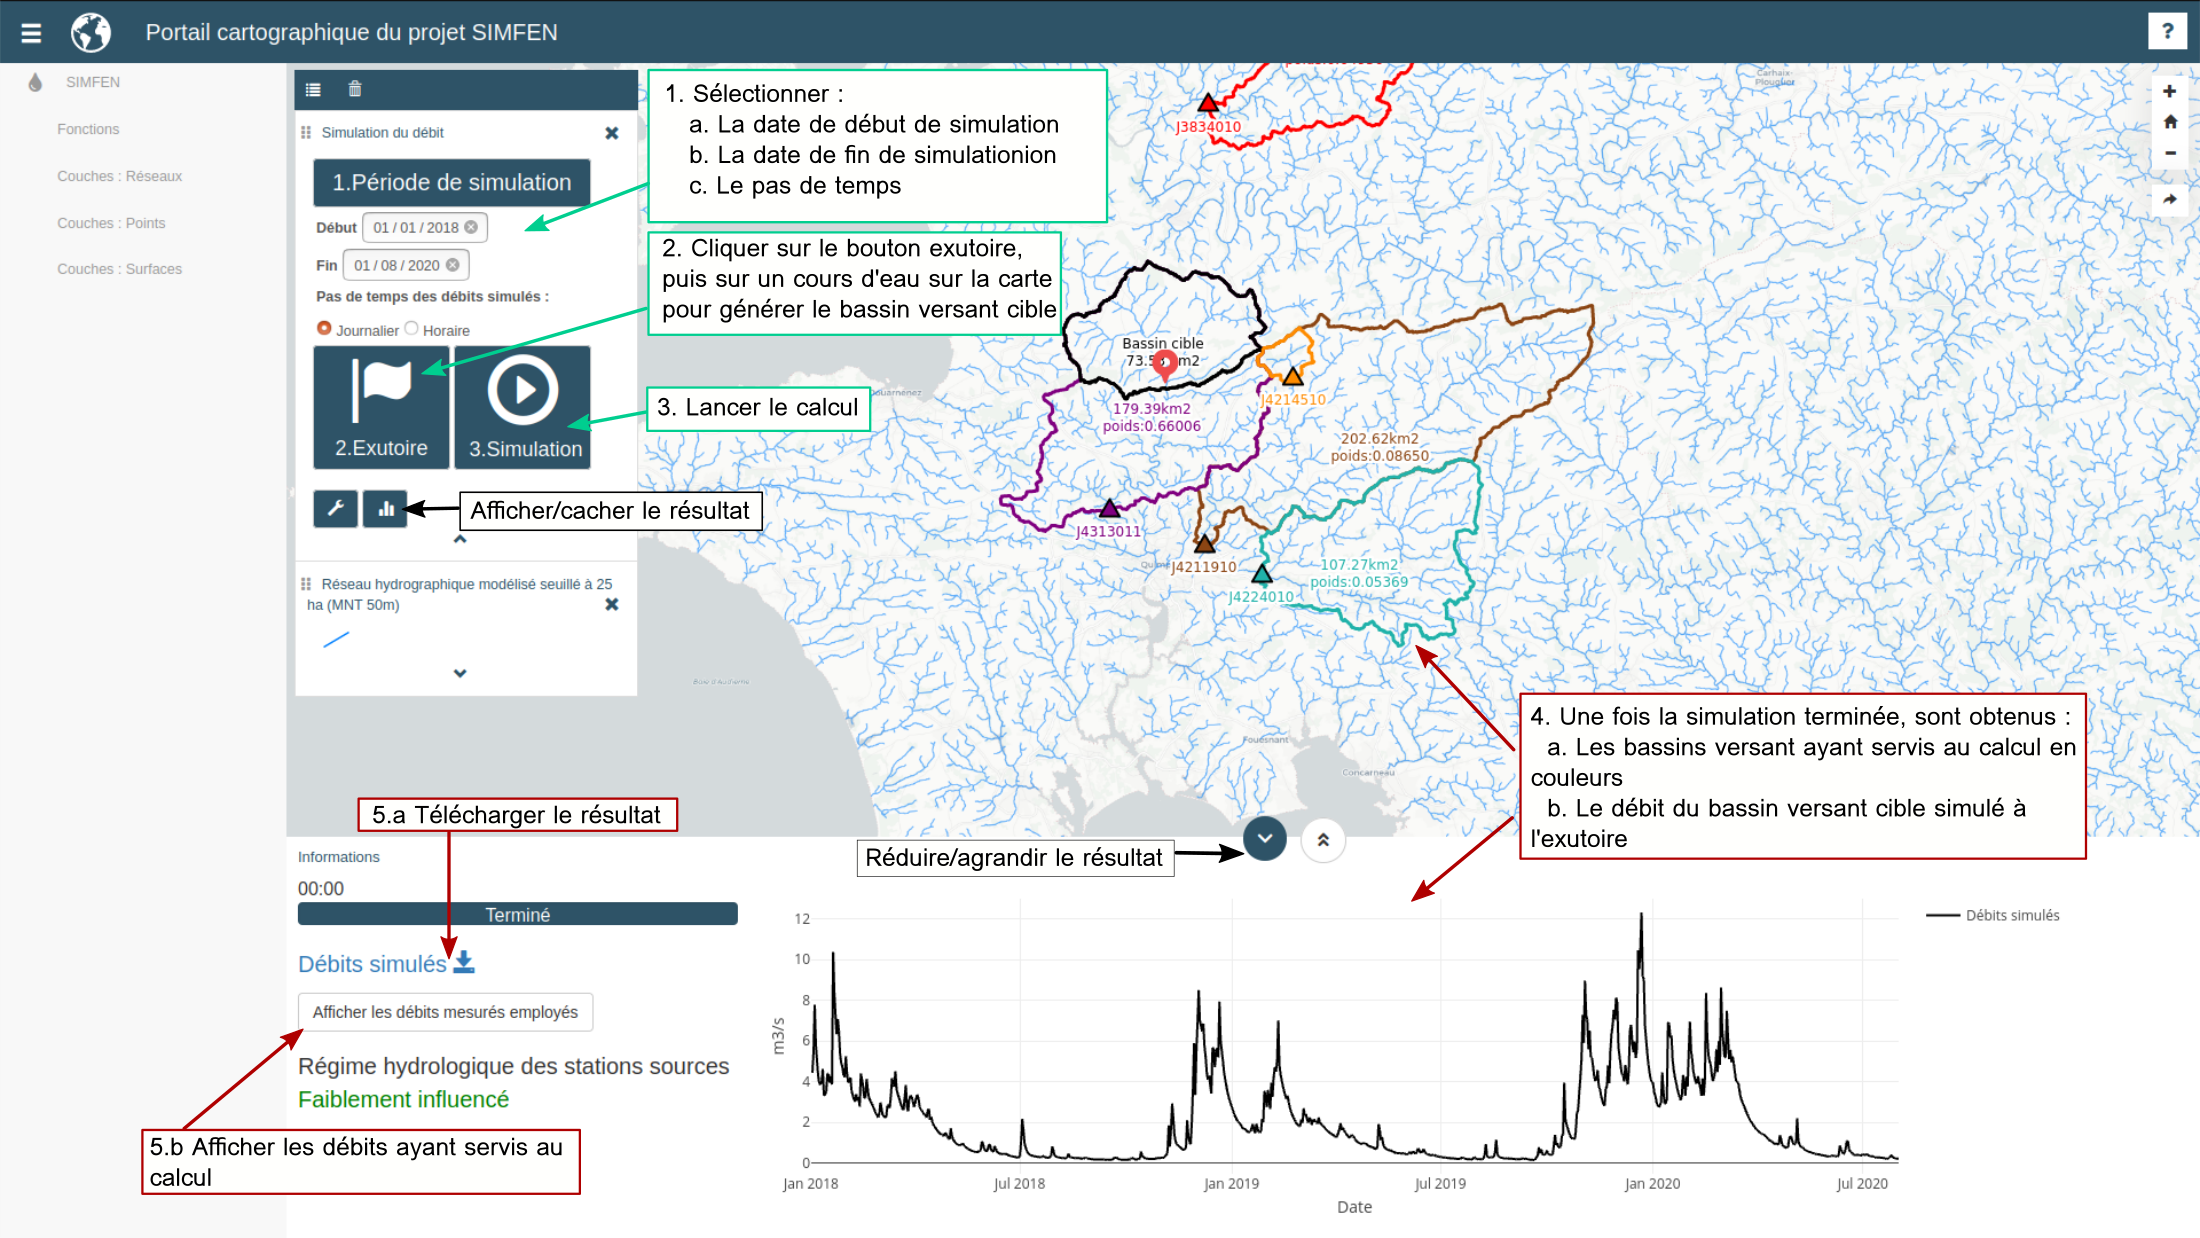 Portail cartographique du projet SIMFEN
?
SIMFEN
Fonctions
Couches : Réseaux
Couches : Points
Couches : Surfaces
Simulation du débit
1.Période de simulation
Début 01 / 01 / 2018
Fin 01 / 08 / 2020
Pas de temps des débits simulés :
Journalier Horaire
2.Exutoire
3.Simulation
Réseau hydrographique modélisé seuillé à 25
ha (MNT 50m)
1. Sélectionner :
a. La date de début de simulation
b. La date de fin de simulationion
c. Le pas de temps
2. Cliquer sur le bouton exutoire,
puis sur un cours d'eau sur la carte
pour générer le bassin versant cible
3. Lancer le calcul
Afficher/cacher le résultat
Carhaix-
Plouguer
J3834010
Bassin cible
179.39km2
poids:0.66006
J4214510
202.62km2
poids:0.08650
J4313011
J4211910
107.27km2
poids:0.05369
J4224010
Douarnenez
Baie d'Audierne
Fouesnant
Concarneau
4. Une fois la simulation terminée, sont obtenus :
a. Les bassins versant ayant servis au calcul en
couleurs
b. Le débit du bassin versant cible simulé à
l'exutoire
5.a Télécharger le résultat
Réduire/agrandir le résultat
Informations
00:00
Terminé
Débits simulés
Afficher les débits mesurés employés
Régime hydrologique des stations sources
Faiblement influencé
5.b Afficher les débits ayant servis au
calcul
Débits simulés
m3/s
12
10
8
6
4
2
0
Jan 2018
Jul 2018
Jan 2019
Jul 2019
Jan 2020
Jul 2020
Date